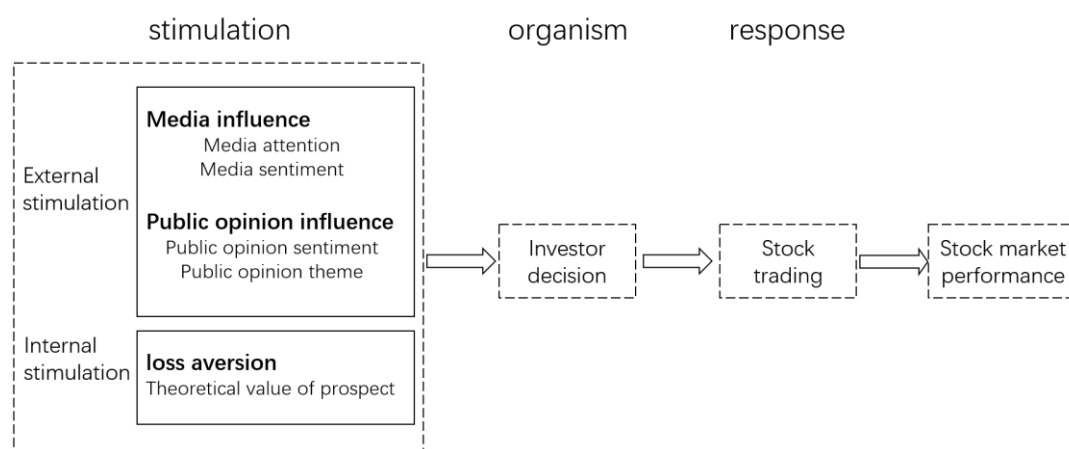 stimulation organism response
External
stimulation
Media influence
Media attention
Media sentiment
Public opinion influence
Public opinion sentiment
Public opinion theme
Internal
stimulation
loss aversion
Theoretical value of prospect
Investor
decision
Stock
trading
Stock market
performance